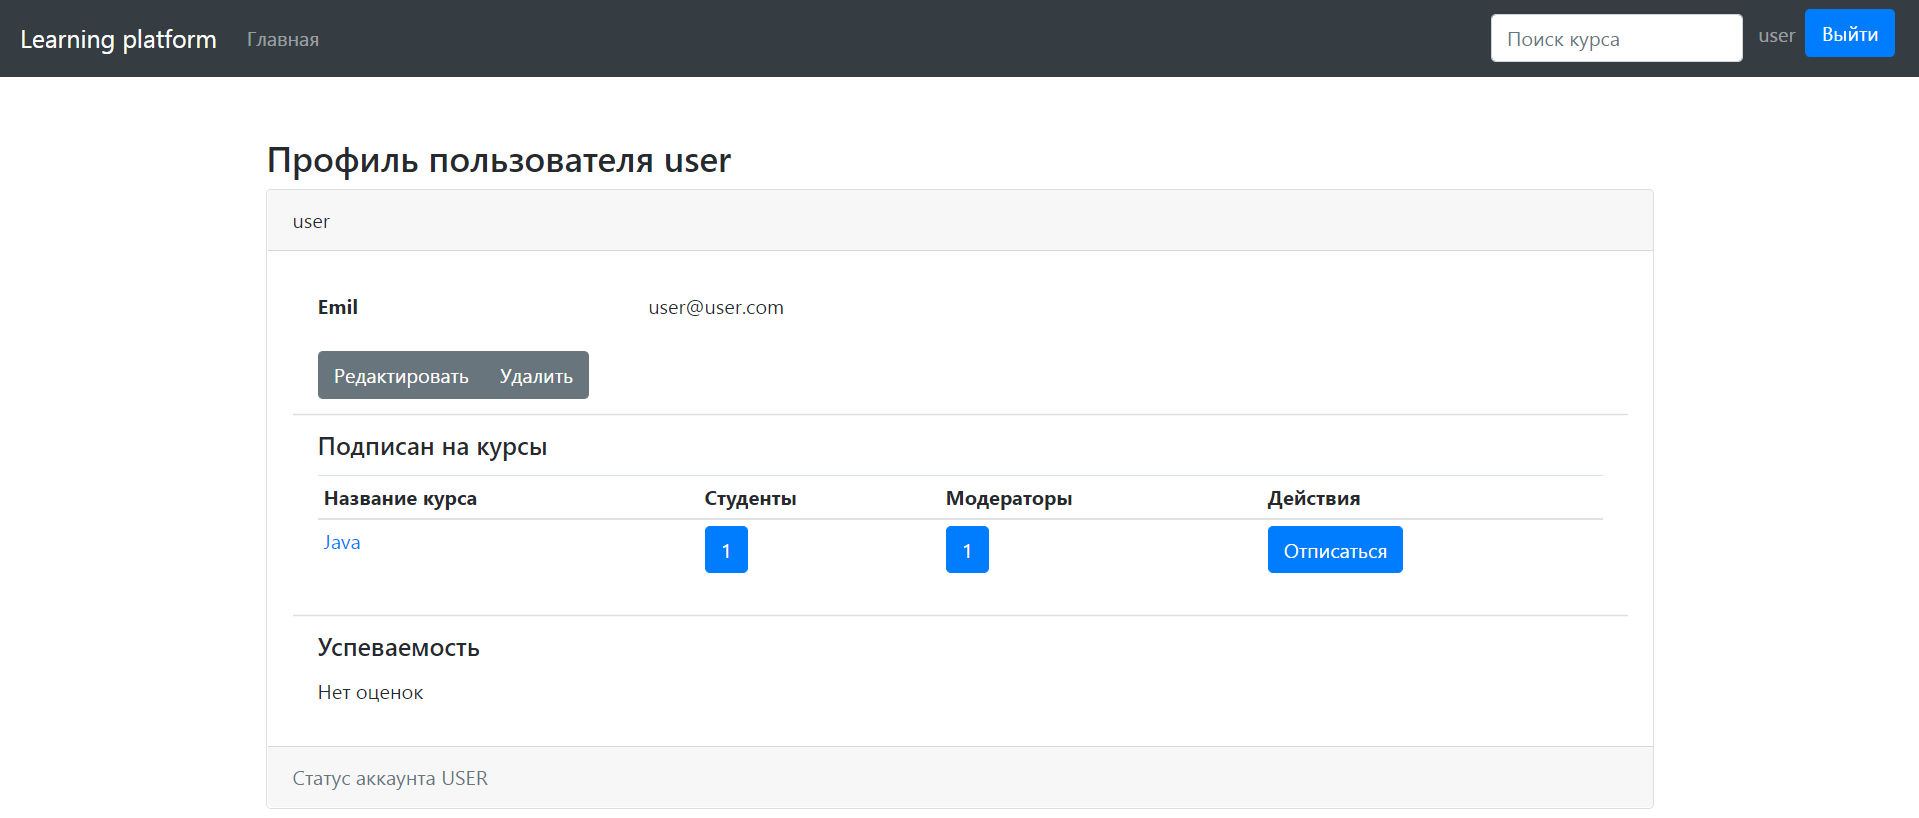 Learning platform Главная Поиск курса user Выйти
Профиль пользователя user
user
Emil user@user.com
Редактировать Удалить
Подписан на курсы
Название курса Студенты Модераторы Действия
Java 1 1 Отписаться
Успеваемость
Нет оценок
Статус аккаунта USER